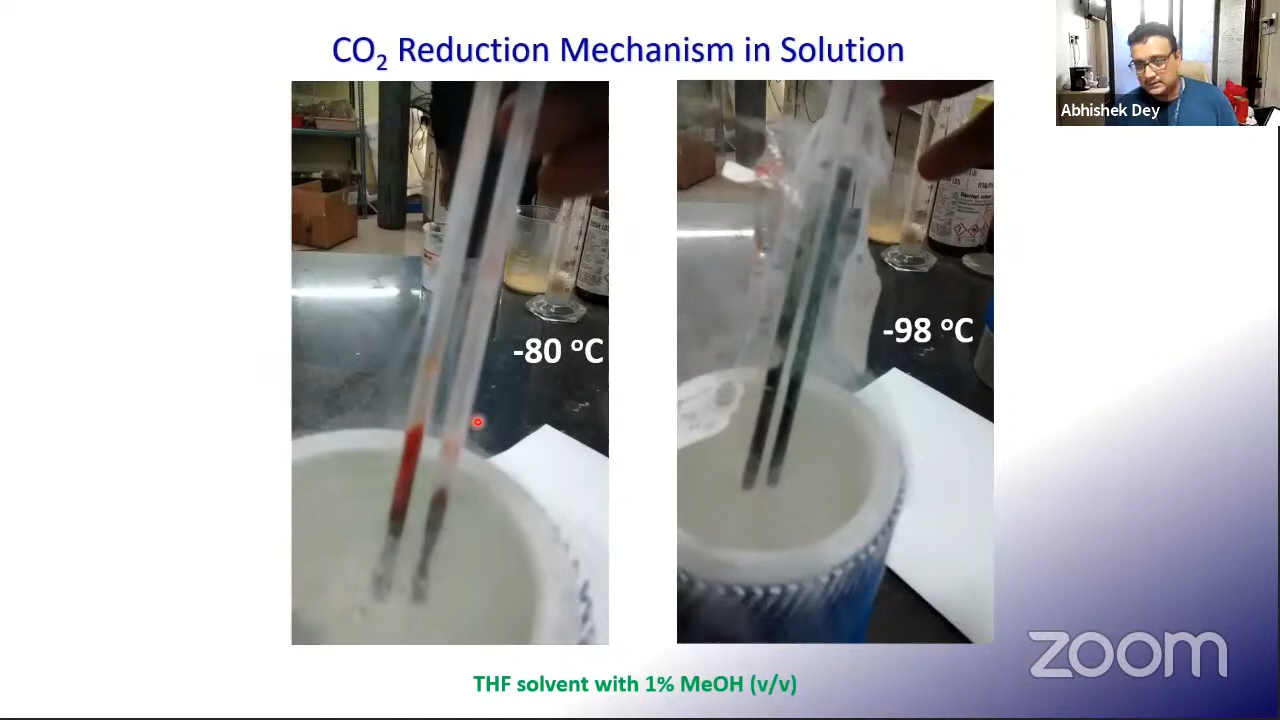 CO₂ Reduction Mechanism in Solution
Abhishek Dey
-80 °C
-98 °C
THF solvent with 1% MeOH (v/v)
zoom